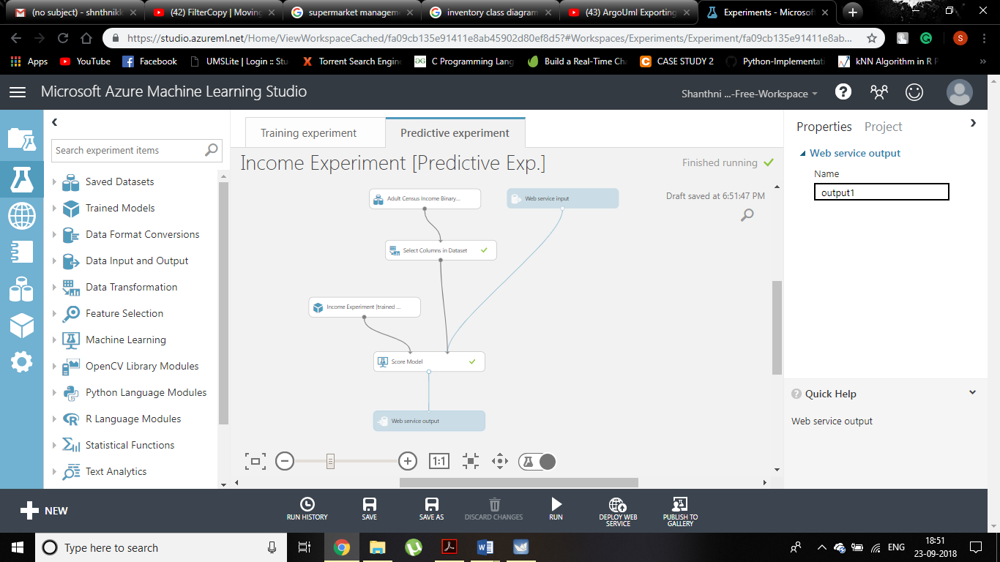 (no subject) - shnthnikk
(42) FilterCopy | Moving
supermarket managem
inventory class diagram
(43) ArgoUml Exporting
Experiments - Microsoft
https://studio.azureml.net/Home/ViewWorkspaceCached/fa09cb135e91411e8ab45902d80ef8d5?#Workspaces/Experiments/Experiment/fa09cb135e91411e8ab...
S
Apps
YouTube
Facebook
UMSLite | Login :: Stu
Torrent Search Engine
C Programming Lang
Build a Real-Time Cha
CASE STUDY 2
Python-Implementati
kNN Algorithm in R P
»
Microsoft Azure Machine Learning Studio
Shanthni ...-Free-Workspace
Training experiment
Predictive experiment
Properties
Project
Search experiment items
Income Experiment [Predictive Exp.]
Finished running
Web service output
Name
output1
Draft saved at 6:51:47 PM
Saved Datasets
Trained Models
Data Format Conversions
Data Input and Output
Data Transformation
Feature Selection
Machine Learning
OpenCV Library Modules
Python Language Modules
R Language Modules
Statistical Functions
Text Analytics
Adult Census Income Binary...
Web service input
Select Columns in Dataset
Income Experiment [trained ...
Score Model
Web service output
1:1
Quick Help
Web service output
NEW
RUN HISTORY
SAVE
SAVE AS
DISCARD CHANGES
RUN
DEPLOY WEB SERVICE
PUBLISH TO GALLERY
Type here to search
ENG
18:51
23-09-2018